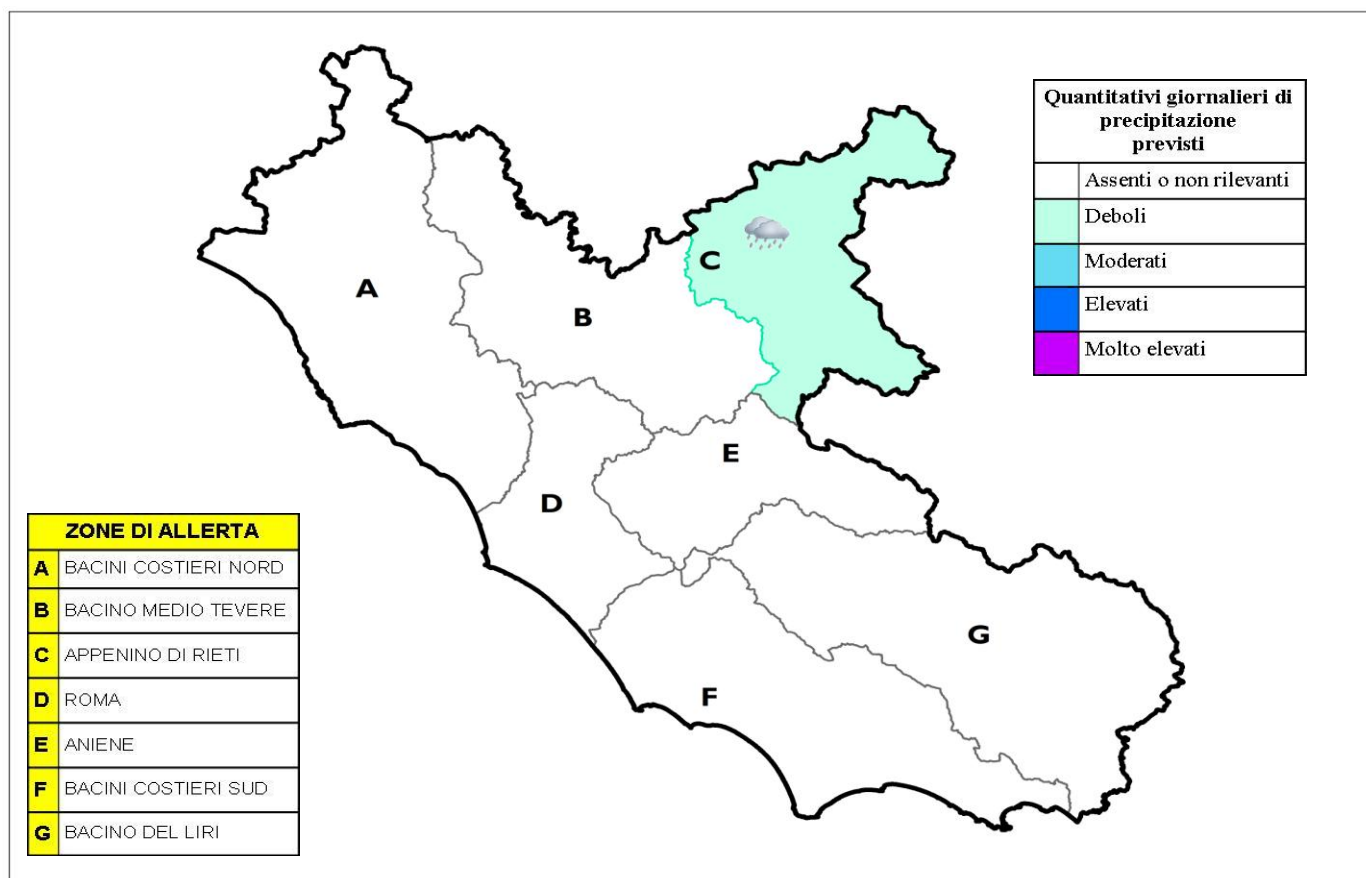 Quantitativi giornalieri di
precipitazione
previsti
Assenti o non rilevanti
Deboli
Moderati
Elevati
Molto elevati
A
B
C
D
E
F
G
ZONE DI ALLERTA
A BACINI COSTIERI NORD
B BACINO MEDIO TEVERE
C APPENINO DI RIETI
D ROMA
E ANIENE
F BACINI COSTIERI SUD
G BACINO DEL LIRI